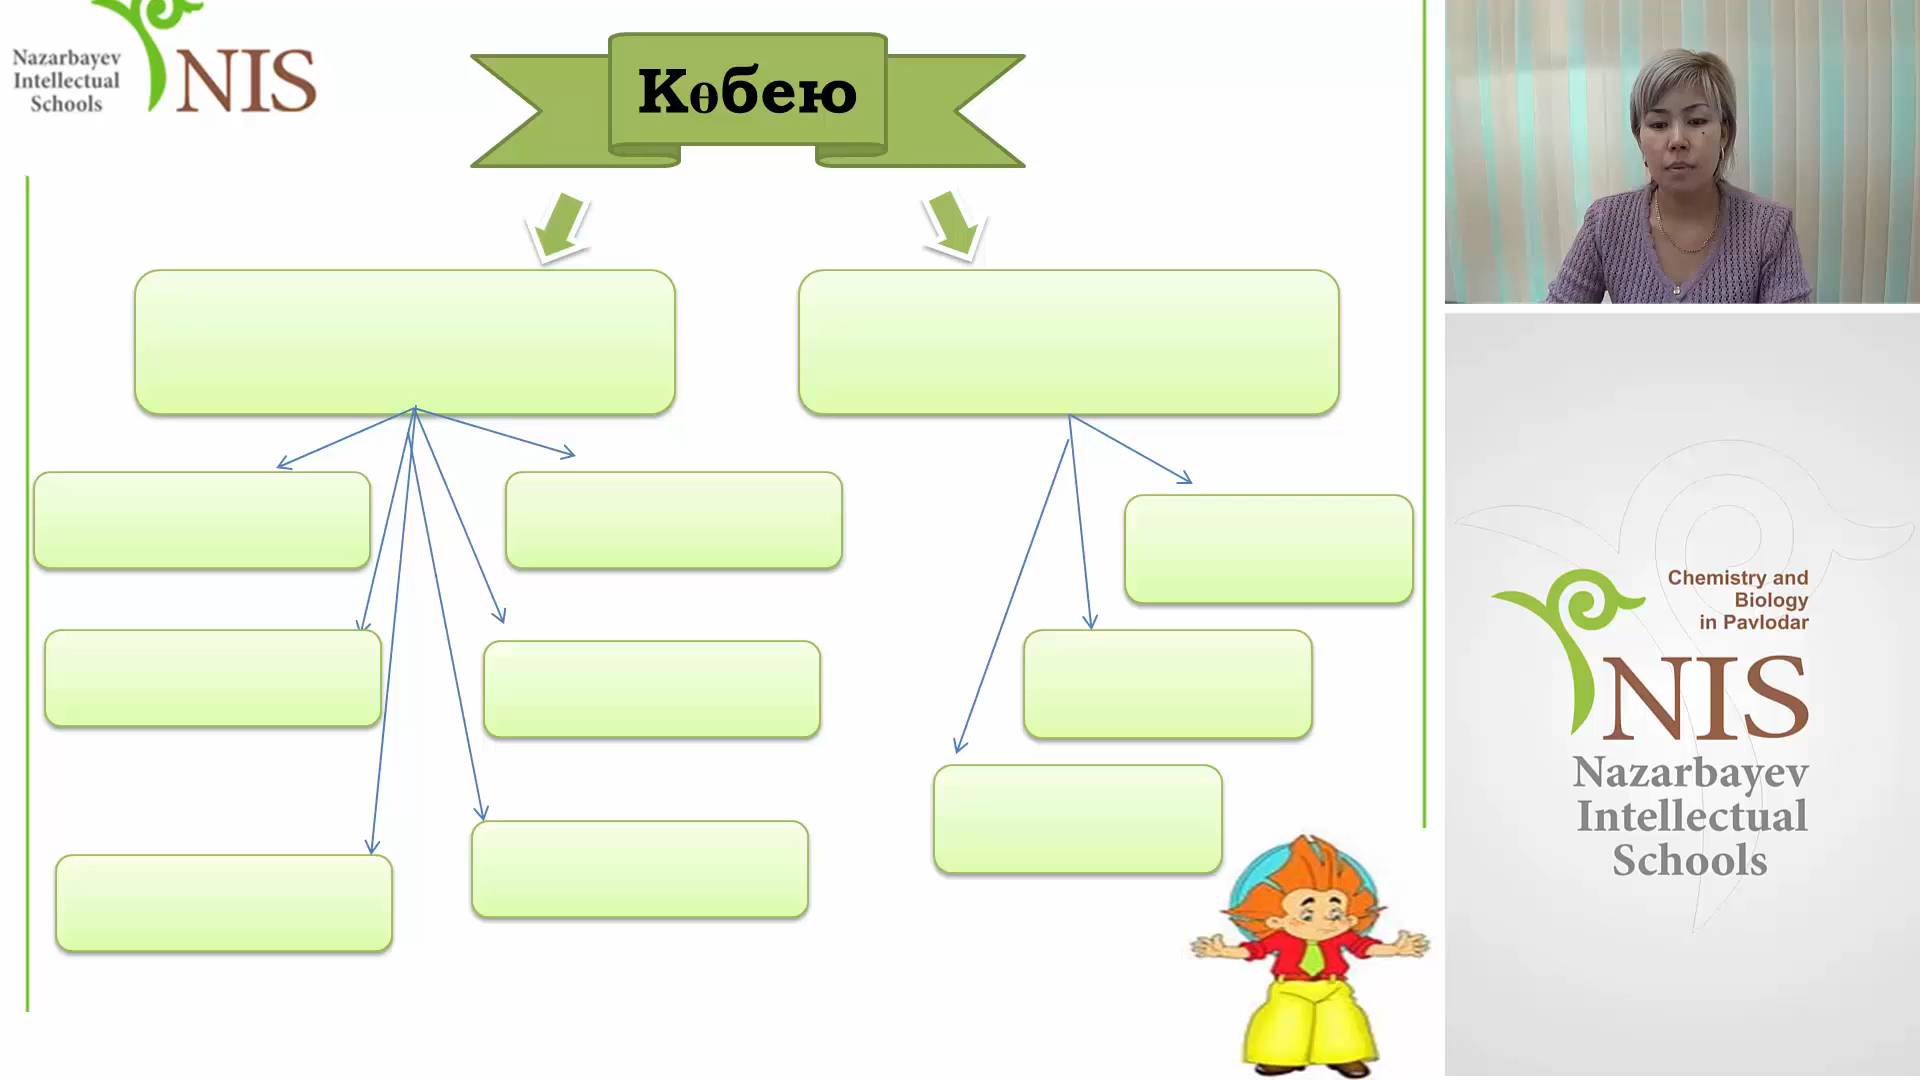 Nazarbayev
Intellectual
Schools
NIS
Көбею
Chemistry and
Biology
in Pavlodar
NIS
Nazarbayev
Intellectual
Schools